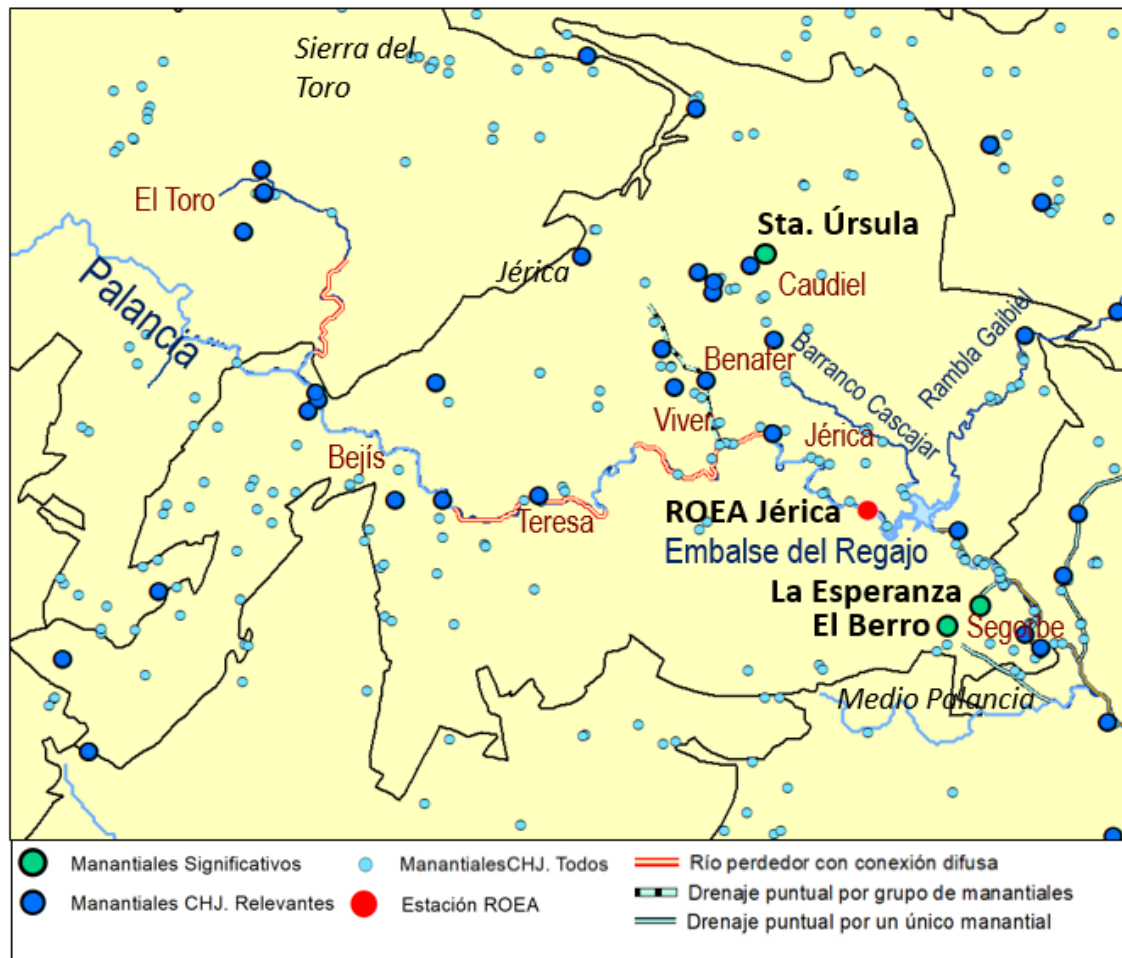 Sierra del
Toro
El Toro
Sta. Úrsula
Palancia
Jérica
Caudiel
Rambla Gaibiel
Benafer
Barranco Cascajar
Viver
Jérica
Bejís
Teresa
ROEA Jérica
Embalse del Regajo
La Esperanza
El Berro
Segorbe
Medio Palancia
Manantiales Significativos
ManantialesCHJ. Todos
Río perdedor con conexión difusa
Drenaje puntual por grupo de manantiales
Manantiales CHJ. Relevantes
Estación ROEA
Drenaje puntual por un único manantial